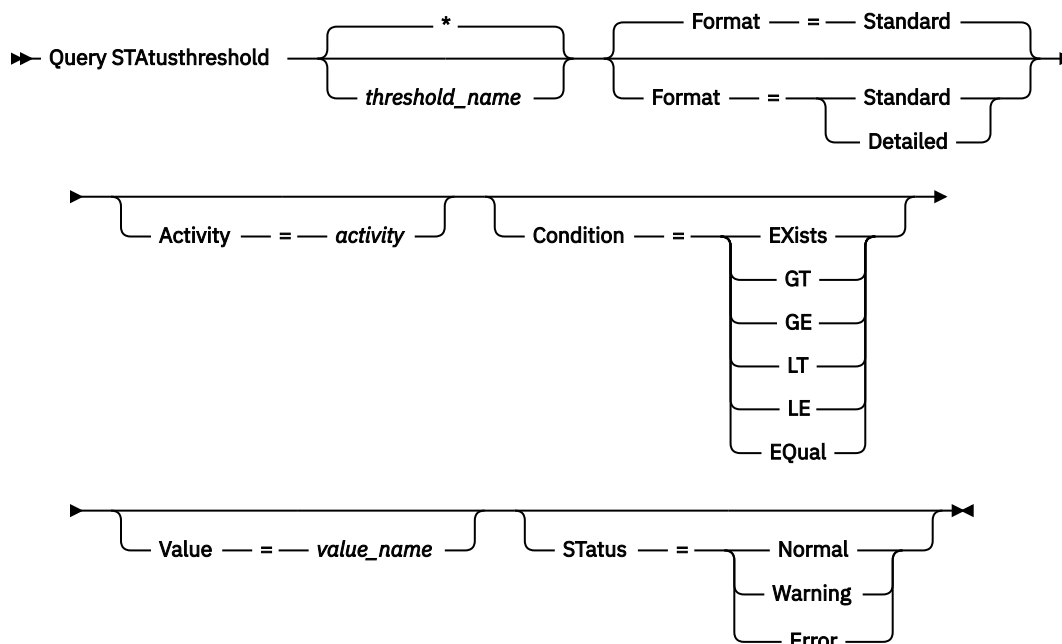 *
Format = Standard
Query STAtusthreshold
threshold_name
Format = Standard
Detailed
Activity = activity
Condition = EXists
GT
GE
LT
LE
EQual
Value = value_name
STatus = Normal
Warning
Error